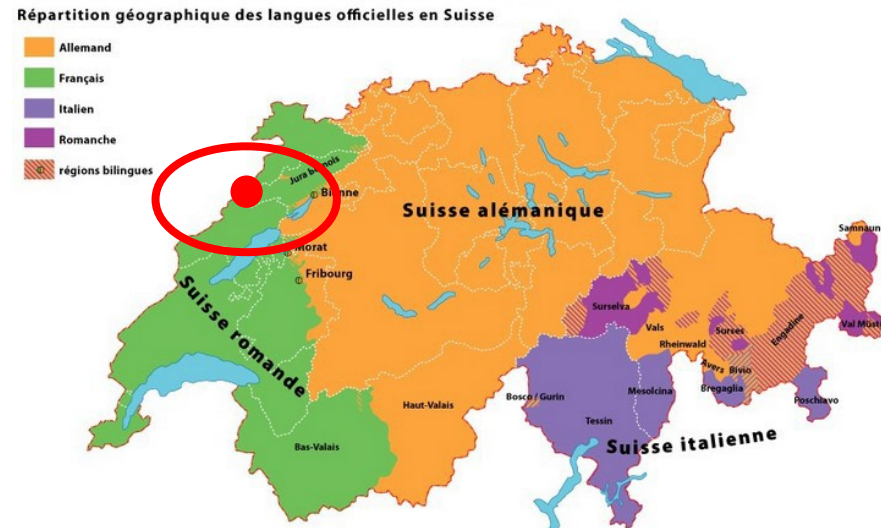 Répartition géographique des langues officielles en Suisse
Allemand
Français
Italien
Romanche
régions bilingues
Jura bernois
Bienne
Suisse alémanique
Morat
Fribourg
Suisse romande
Samnaun
Surselva
Vals
Surses
Engadine
Val Müstair
Rheinwald
Avers
Bivio
Bregaglia
Poschiavo
Haut-Valais
Bosco / Gurin
Mesolcina
Tessin
Bas-Valais
Suisse italienne